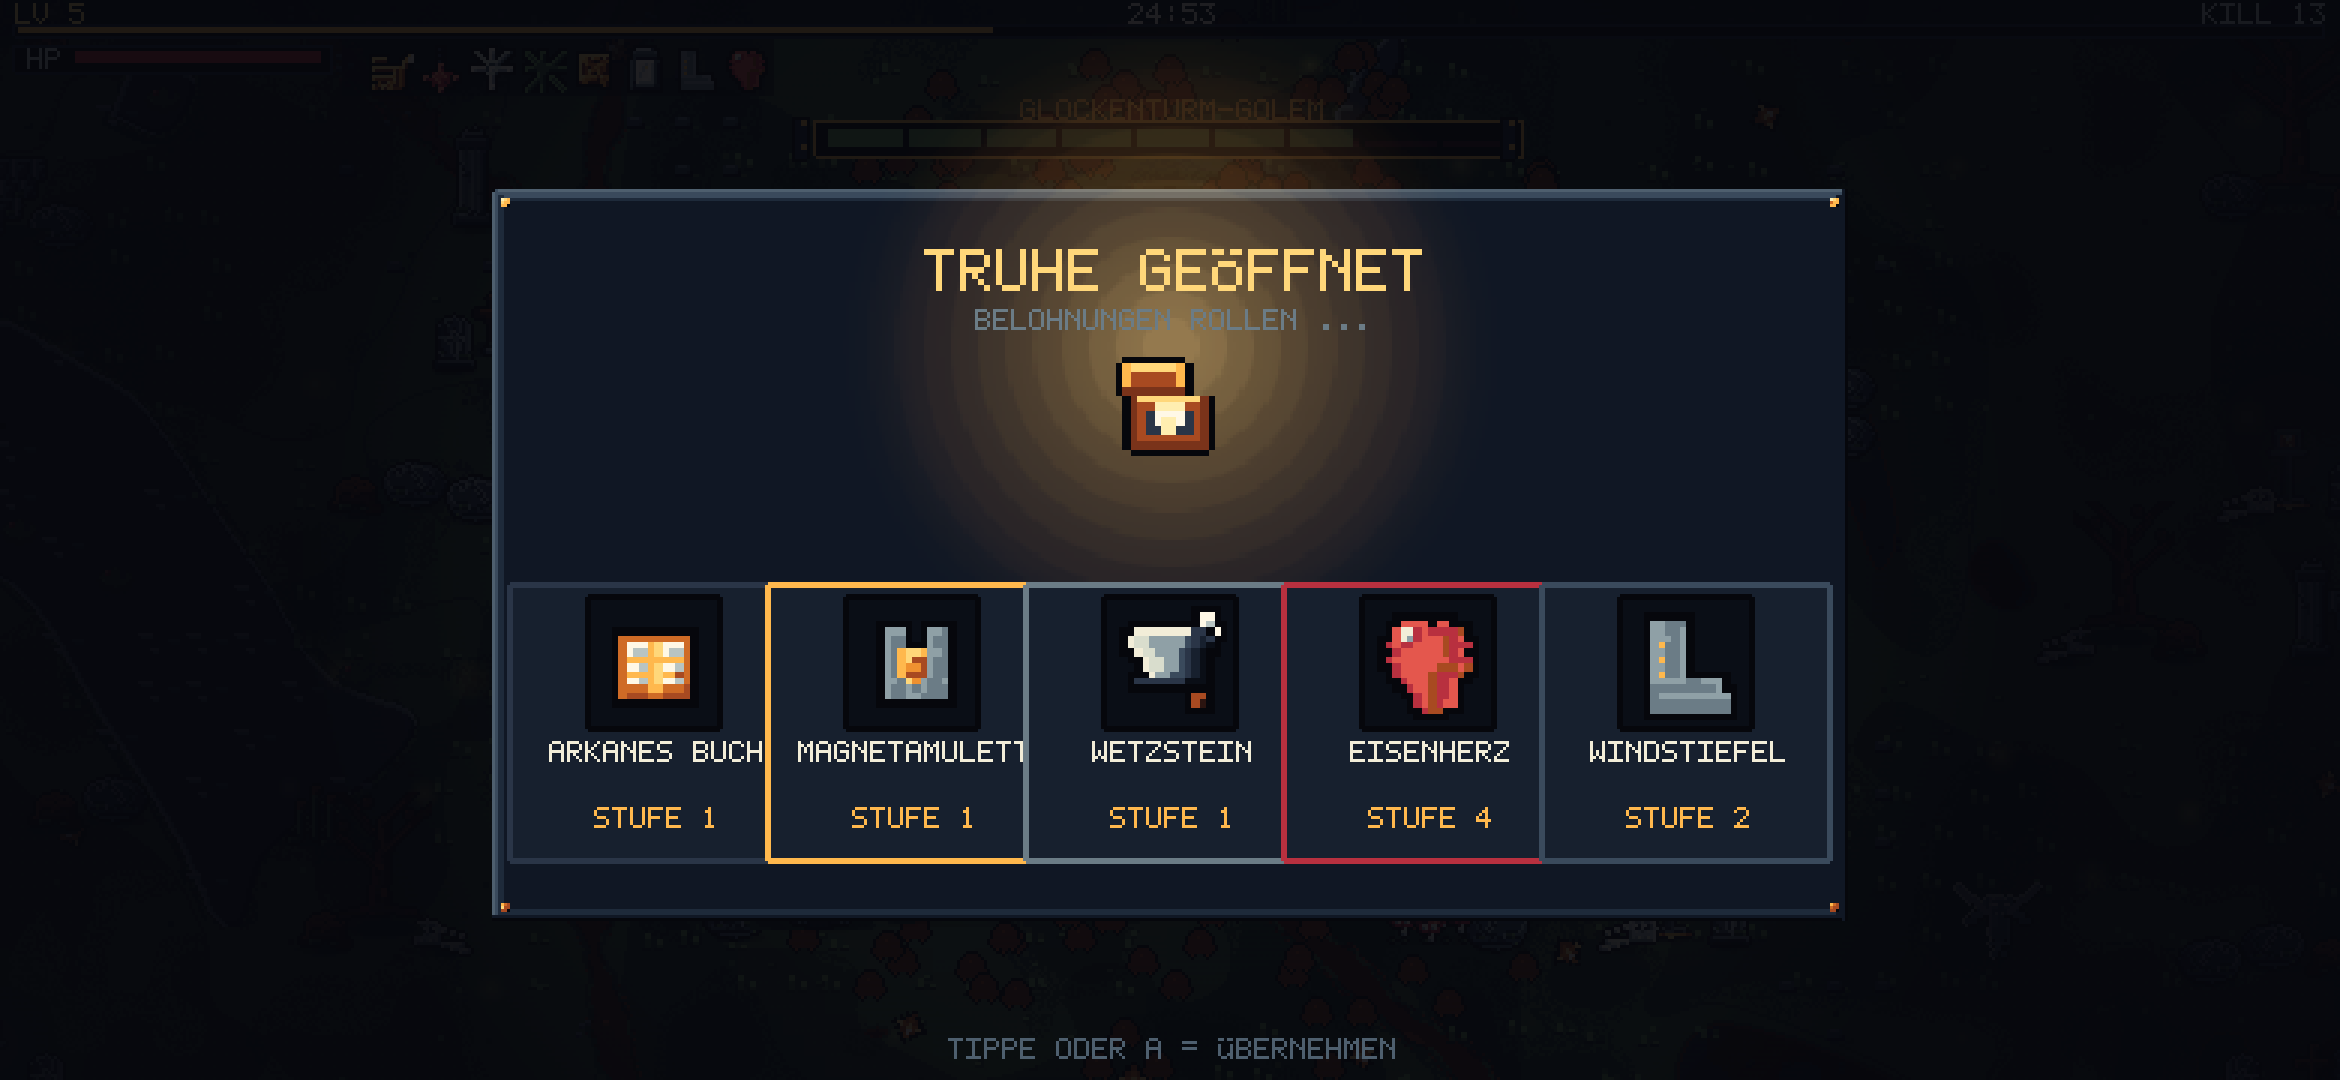 LV 5
24:53
KILL 13
HP
GLOCKENTURM-GOLEM
TRUHE GEÖFFNET
BELOHNUNGEN ROLLEN ...
ARKANES BUCH
MAGNETAMULETT
WETZSTEIN
EISENHERZ
WINDSTIEFEL
STUFE 1
STUFE 1
STUFE 1
STUFE 4
STUFE 2
TIPPE ODER A = ÜBERNEHMEN